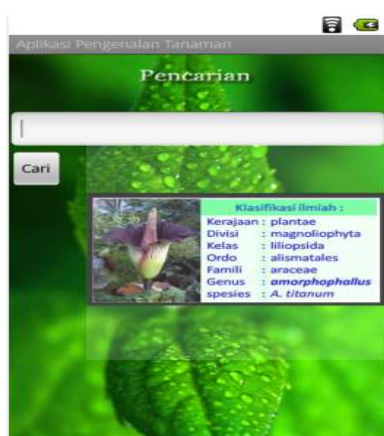 Aplikasi Pengenalan Tanaman
Pencarian
Cari
Klasifikasi ilmiah :
Kerajaan : plantae
Divisi : magnoliophyta
Kelas : liliopsida
Ordo : alismatales
Famili : araceae
Genus : amorphophallus
spesies : A. titanum